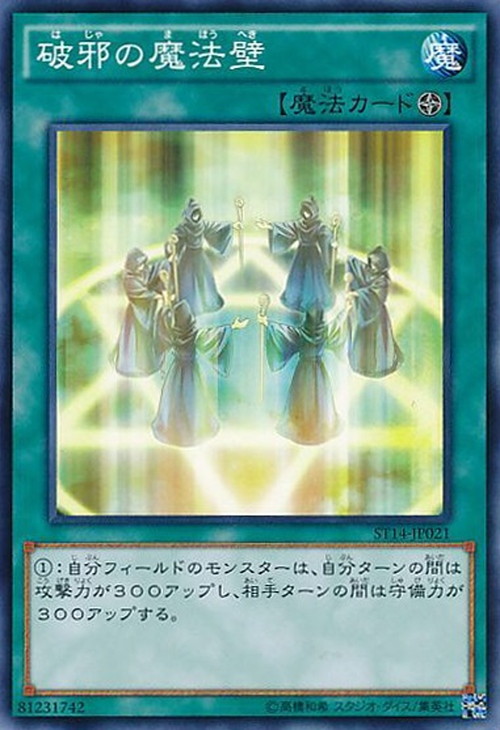 破邪の魔法壁
魔
【魔法カード】
ST14-JP021
①：自分フィールドのモンスターは、自分ターンの間は
攻撃力が３００アップし、相手ターンの間は守備力が
３００アップする。
81231742
©高橋和希 スタジオ・ダイス/集英社